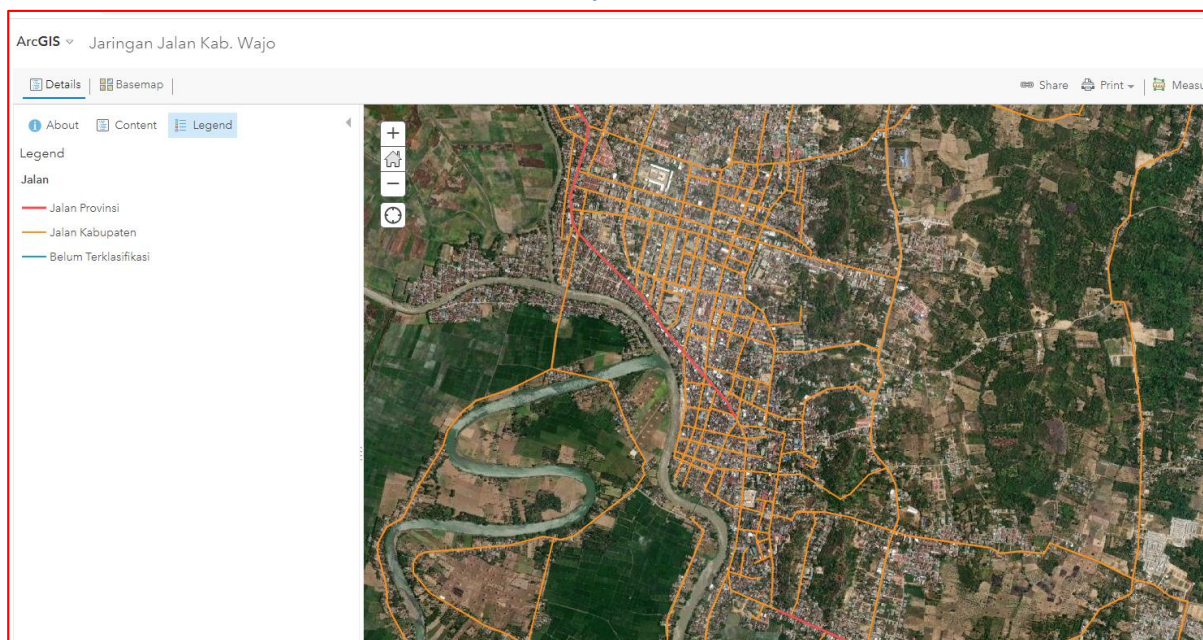 ArcGIS Jaringan Jalan Kab. Wajo
Details Basemap Share Print Measu
About Content Legend
Legend
Jalan
Jalan Provinsi
Jalan Kabupaten
Belum Terklasifikasi